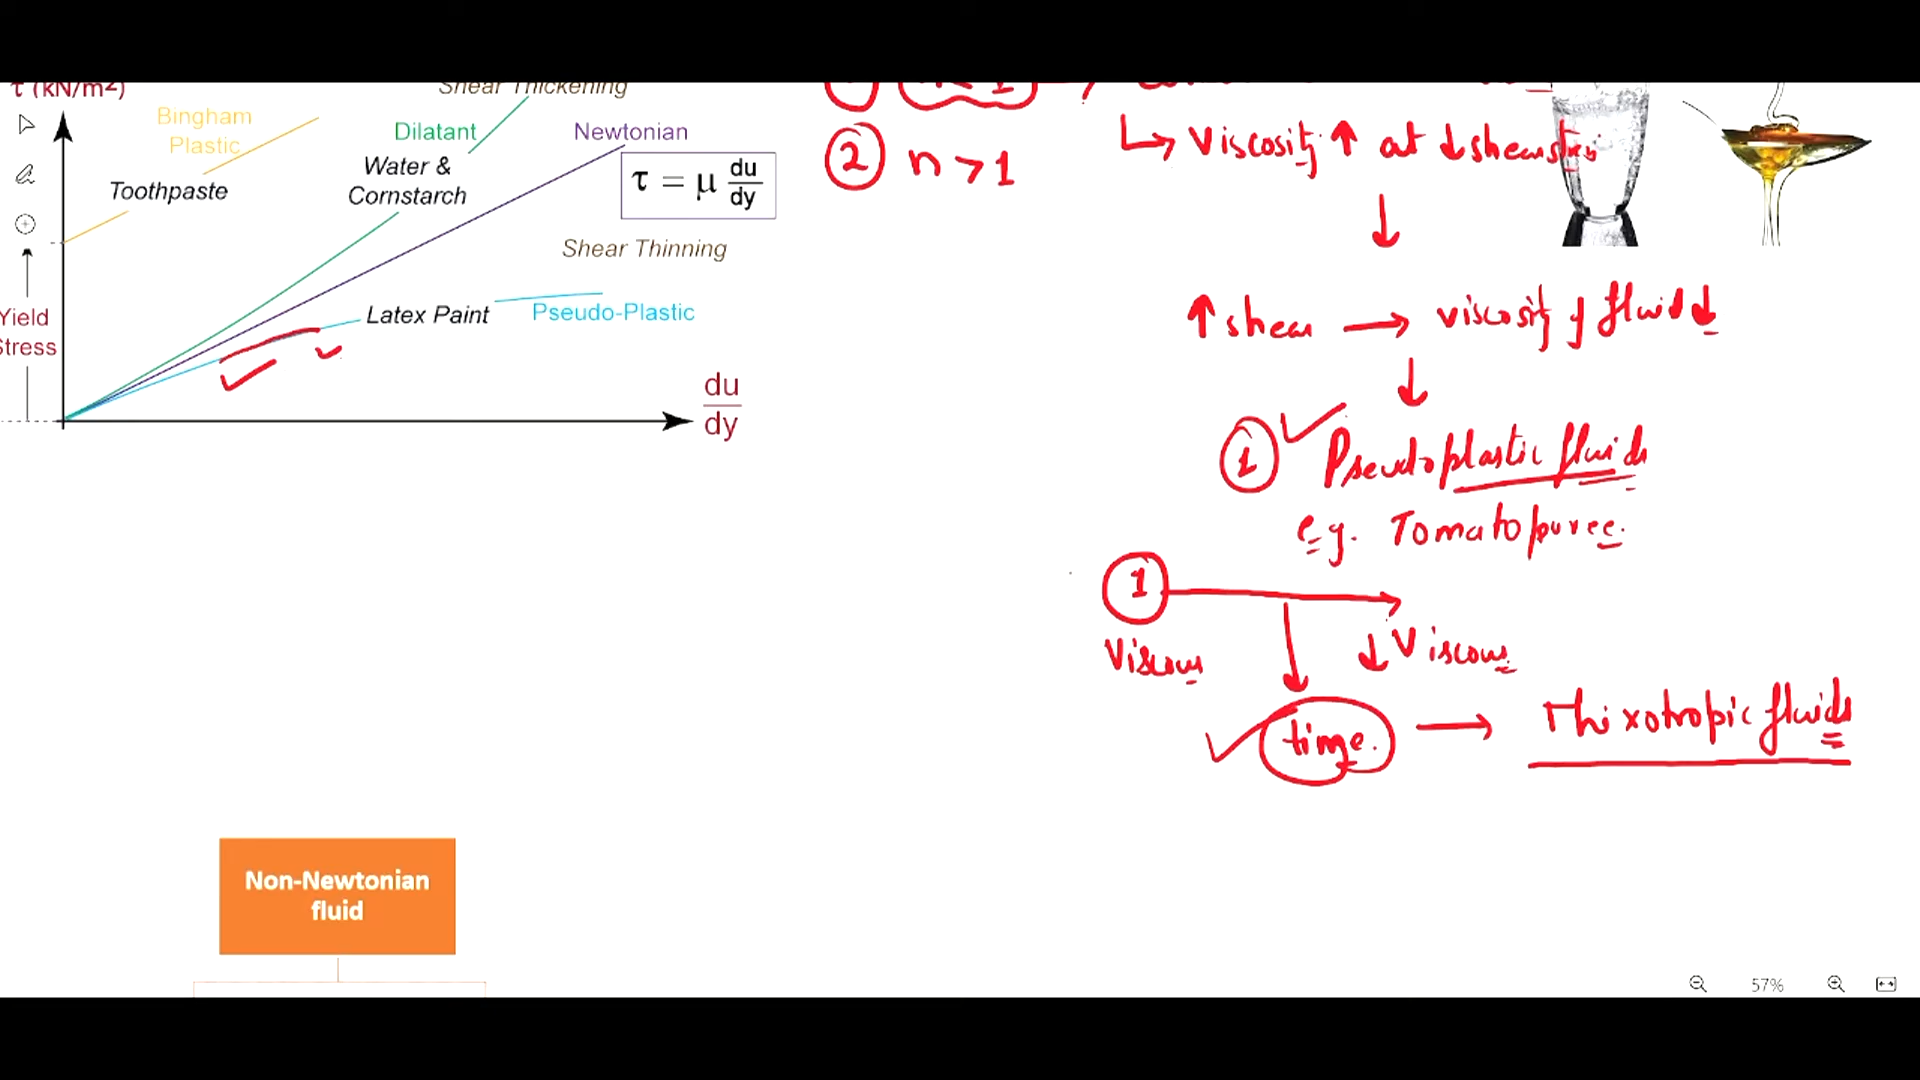 τ (kN/m²)
Shear Thickening
Bingham
Plastic
Dilatant
Newtonian
Water &
Cornstarch
Toothpaste
τ = μ du/dy
Shear Thinning
Yield
Stress
Latex Paint
Pseudo-Plastic
du
dy
② n > 1
↳ Viscosity ↑ at ↓ shear stress
↓
↑ shear → viscosity of fluid ↓
↓
① ✓ Pseudoplastic fluids
e.g. Tomato puree.
①
Viscous ↓ Viscous
✓ time. → Thixotropic fluids
Non-Newtonian
fluid
57%